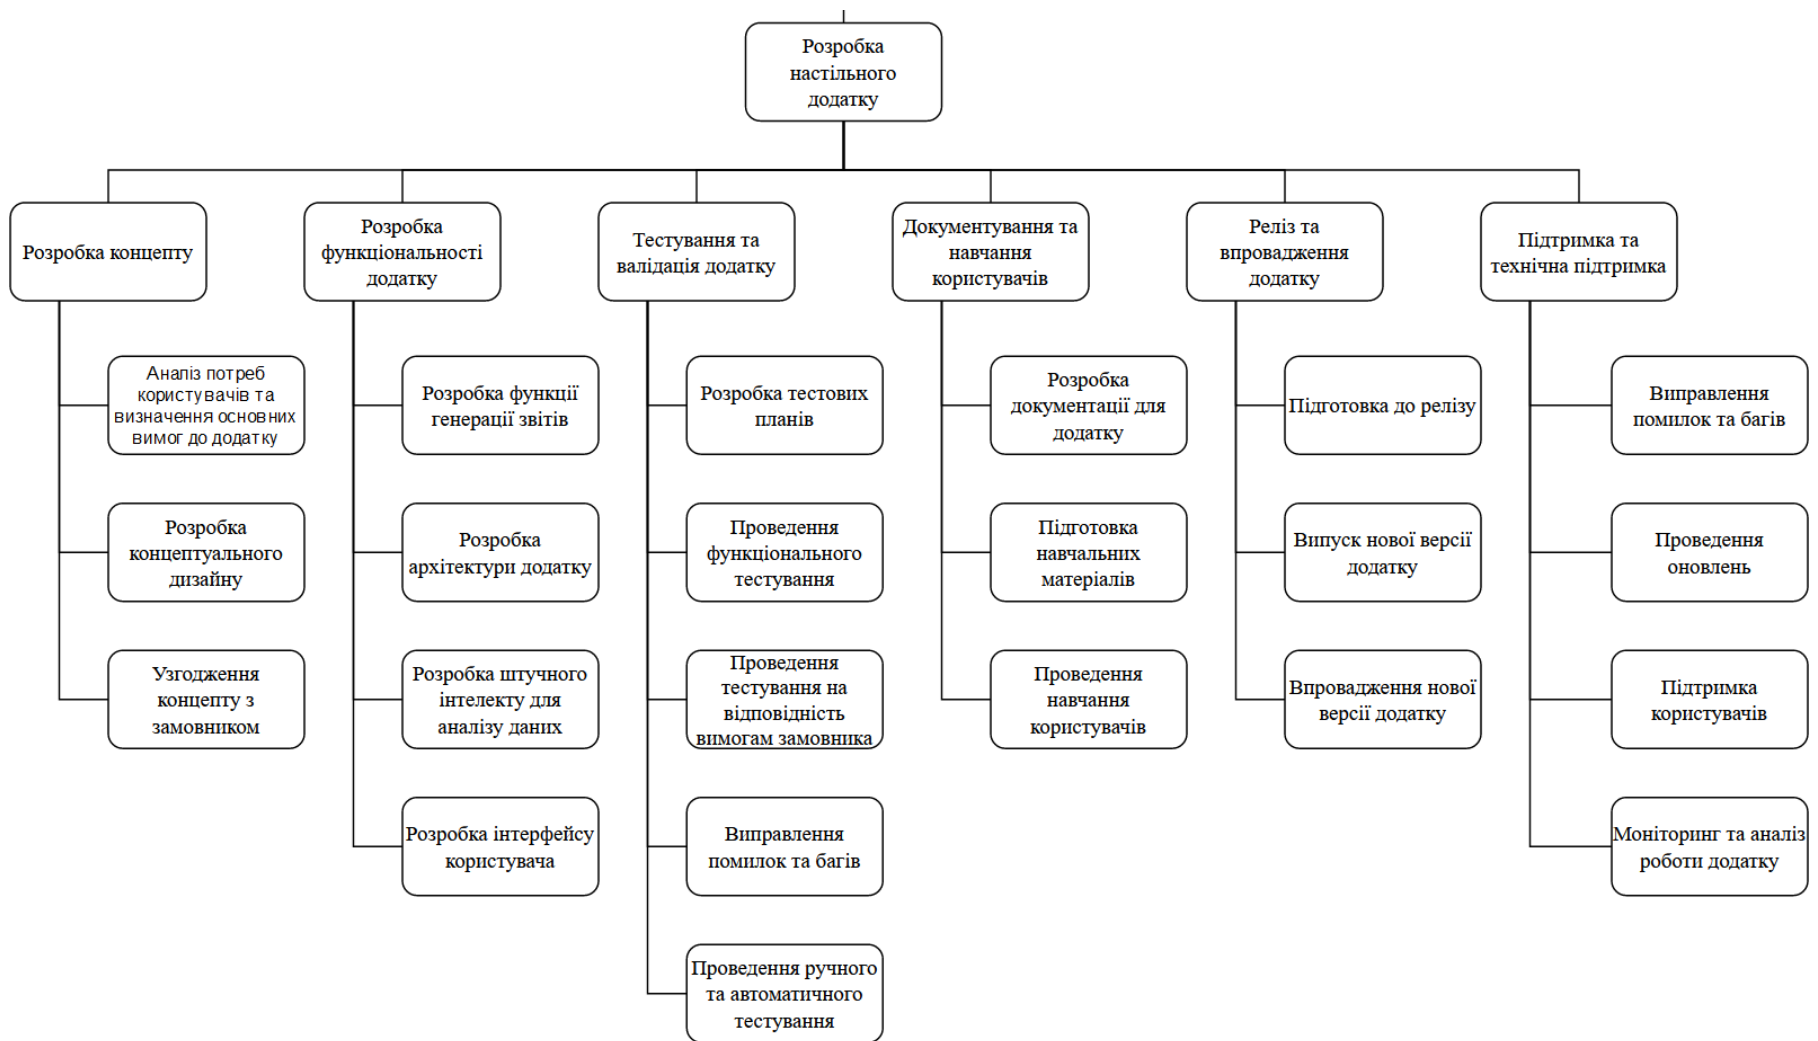 Розробка
настільного
додатку
Розробка концепту
Розробка
функціональності
додатку
Тестування та
валідація додатку
Документування та
навчання
користувачів
Реліз та
впровадження
додатку
Підтримка та
технічна підтримка
Аналіз потреб
користувачів та
визначення основних
вимог до додатку
Розробка функції
генерації звітів
Розробка тестових
планів
Розробка
документації для
додатку
Підготовка до релізу
Виправлення
помилок та багів
Розробка
концептуального
дизайну
Розробка
архітектури додатку
Проведення
функціонального
тестування
Підготовка
навчальних
матеріалів
Випуск нової версії
додатку
Проведення
оновлень
Узгодження
концепту з
замовником
Розробка штучного
інтелекту для
аналізу даних
Проведення
тестування на
відповідність
вимогам замовника
Проведення
навчання
користувачів
Впровадження нової
версії додатку
Підтримка
користувачів
Розробка інтерфейсу
користувача
Виправлення
помилок та багів
Моніторинг та аналіз
роботи додатку
Проведення ручного
та автоматичного
тестування